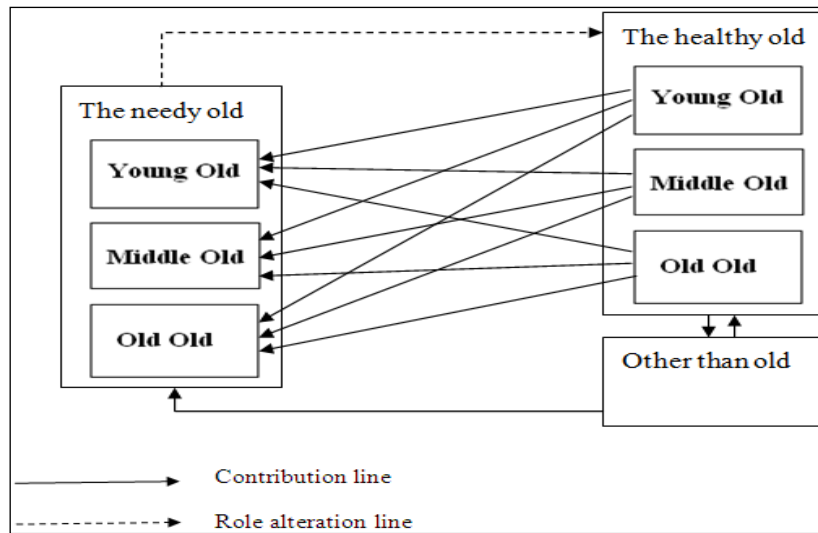 The needy old
Young Old
Middle Old
Old Old
The healthy old
Young Old
Middle Old
Old Old
Other than old
Contribution line
Role alteration line